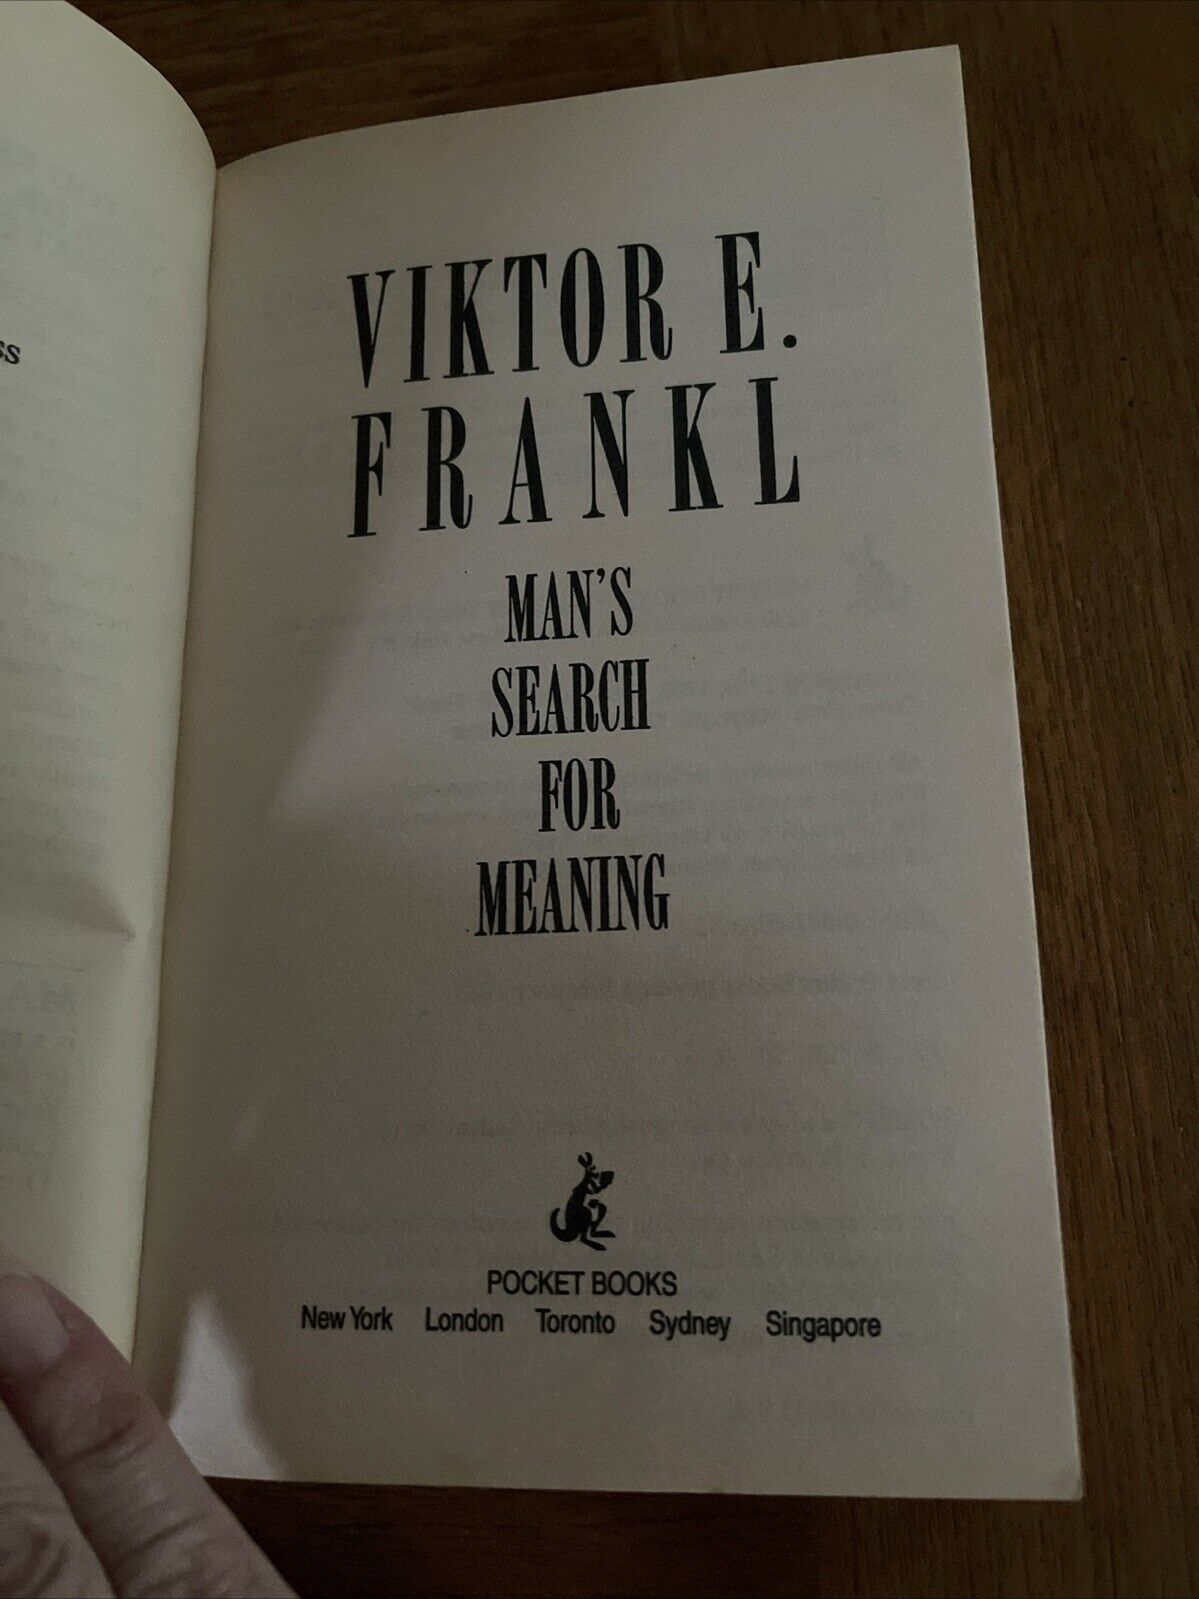 VIKTOR E.
FRANKL
MAN'S
SEARCH
FOR
MEANING
POCKET BOOKS
New York London Toronto Sydney Singapore